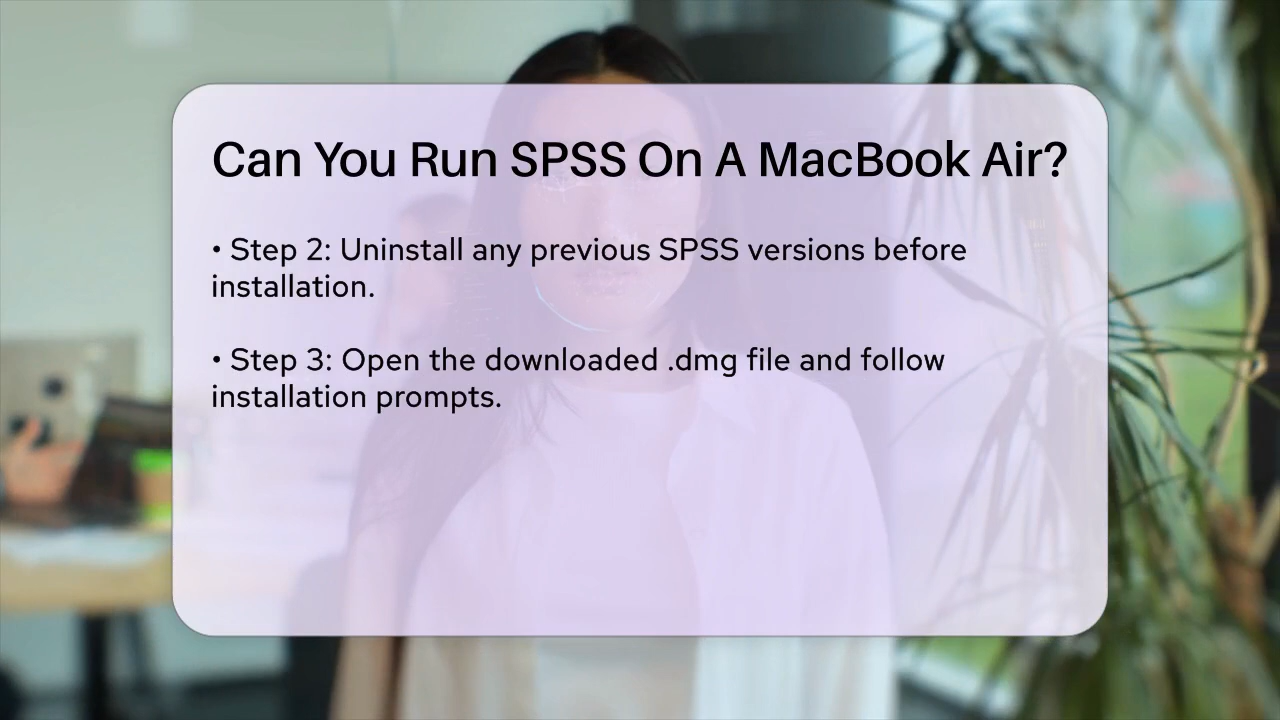 Can You Run SPSS On A MacBook Air?
• Step 2: Uninstall any previous SPSS versions before
installation.
• Step 3: Open the downloaded .dmg file and follow
installation prompts.